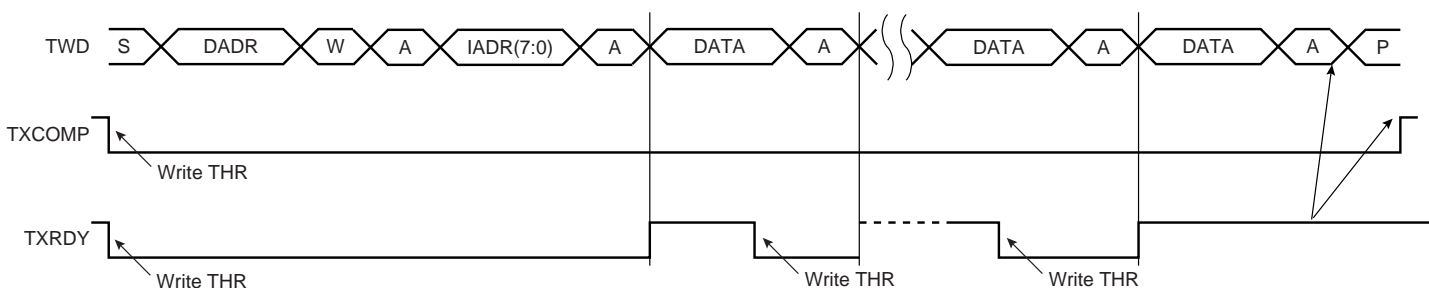 TWD S DADR W A IADR(7:0) A DATA A DATA A DATA A P
TXCOMP
Write THR
TXRDY
Write THR Write THR Write THR